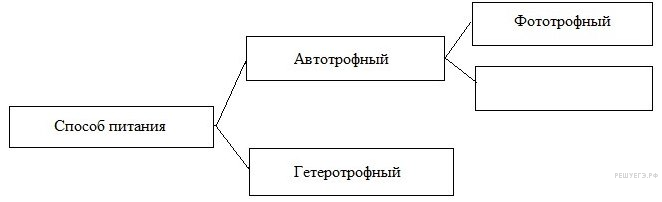 Фототрофный
Автотрофный
Способ питания
Гетеротрофный
РЕШУЕГЭ.РФ